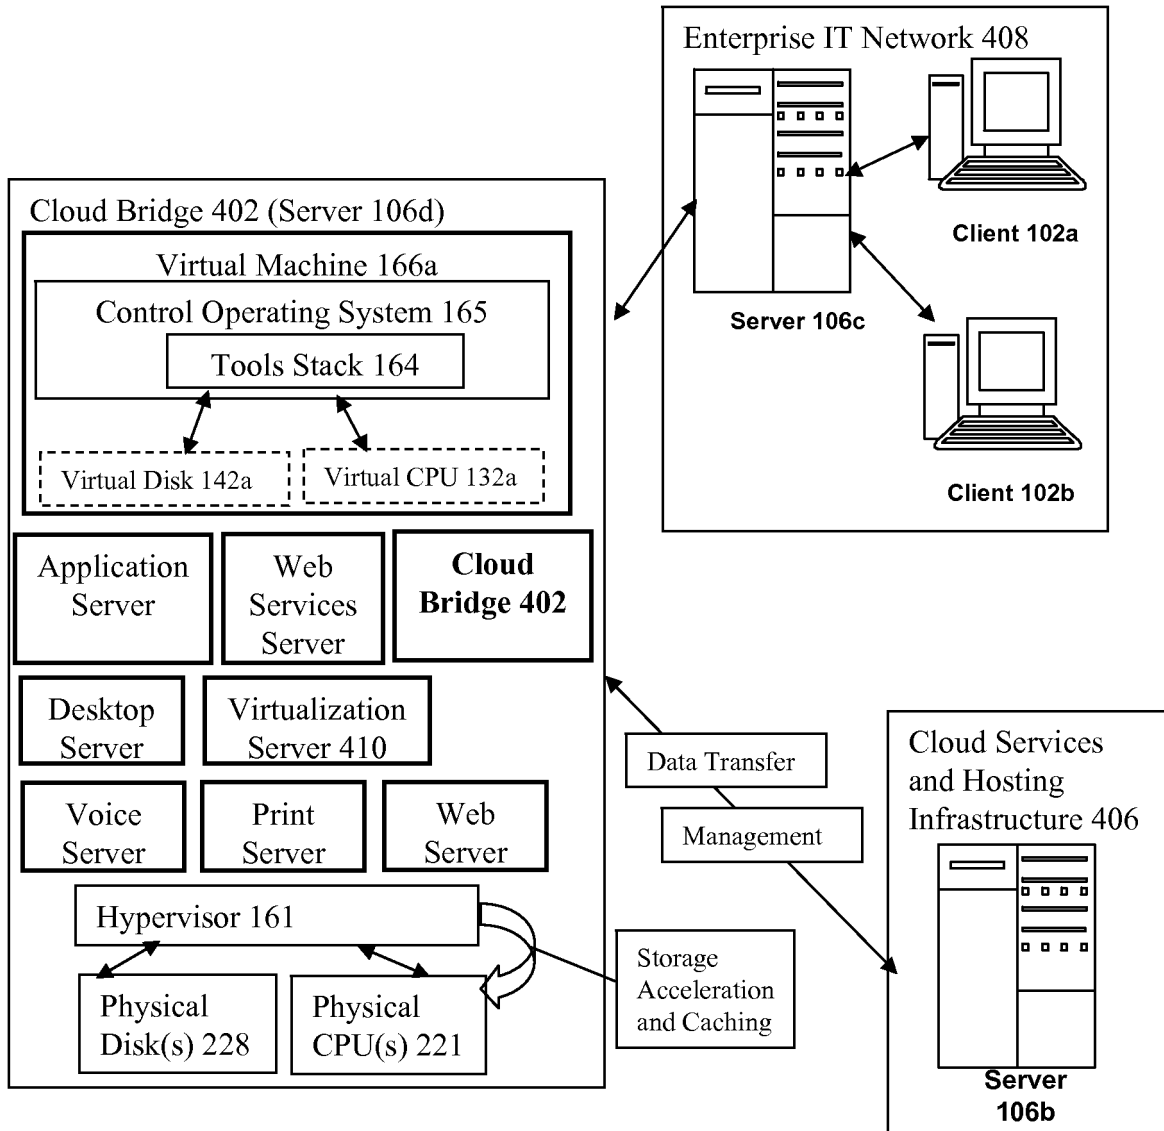 Enterprise IT Network 408
Client 102a
Server 106c
Client 102b
Cloud Bridge 402 (Server 106d)
Virtual Machine 166a
Control Operating System 165
Tools Stack 164
Virtual Disk 142a
Virtual CPU 132a
Application
Server
Web
Services
Server
Cloud
Bridge 402
Desktop
Server
Virtualization
Server 410
Voice
Server
Print
Server
Web
Server
Hypervisor 161
Physical
Disk(s) 228
Physical
CPU(s) 221
Storage
Acceleration
and Caching
Data Transfer
Management
Cloud Services
and Hosting
Infrastructure 406
Server
106b